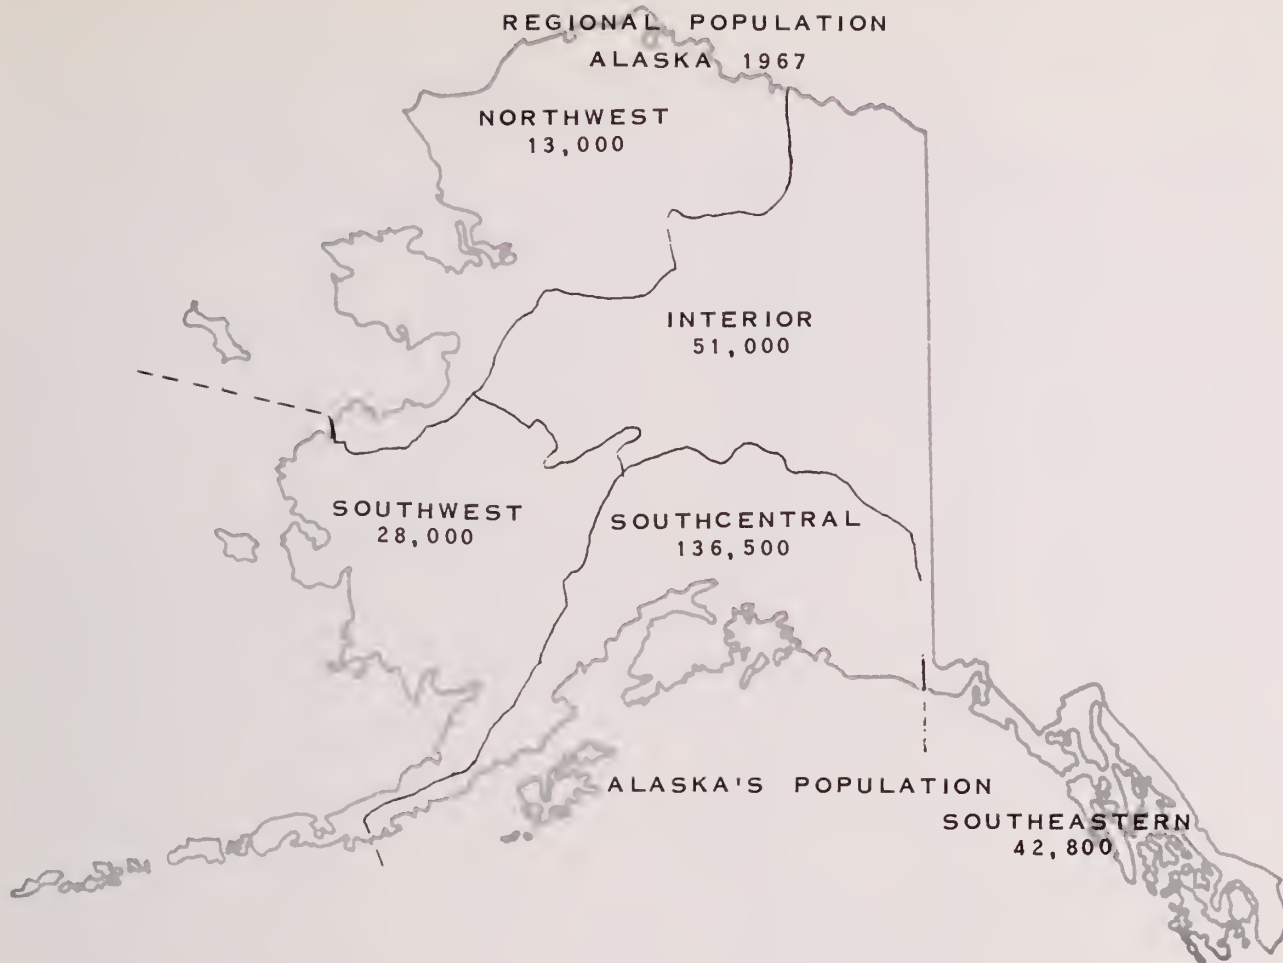 REGIONAL POPULATION
ALASKA 1967
NORTHWEST
13,000
INTERIOR
51,000
SOUTHWEST
28,000
SOUTHCENTRAL
136,500
ALASKA'S POPULATION
SOUTHEASTERN
42,800